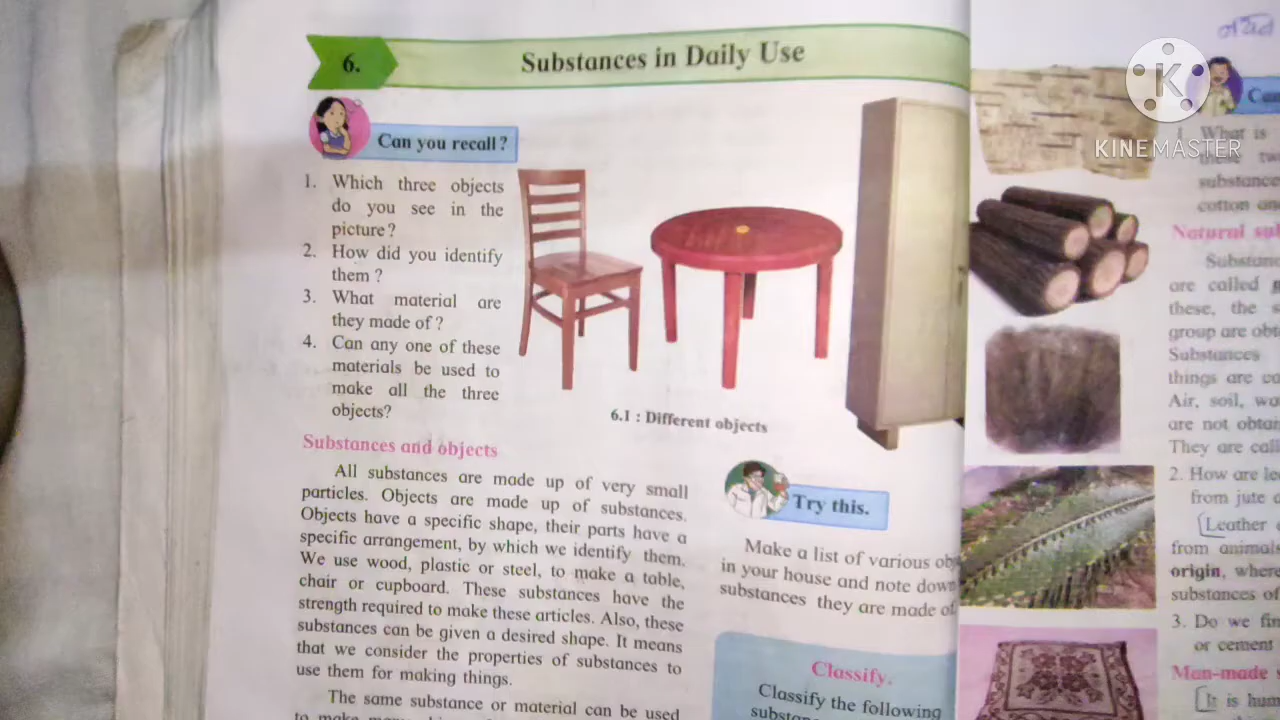 6.
Substances in Daily Use
Can you recall?
1. Which three objects
do you see in the
picture?
2. How did you identify
them ?
3. What material are
they made of ?
4. Can any one of these
materials be used to
make all the three
objects?
6.1 : Different objects
Substances and objects
All substances are made up of very small
particles. Objects are made up of substances.
Objects have a specific shape, their parts have a
specific arrangement, by which we identify them.
We use wood, plastic or steel, to make a table,
chair or cupboard. These substances have the
strength required to make these articles. Also, these
substances can be given a desired shape. It means
that we consider the properties of substances to
use them for making things.
The same substance or material can be used
to make many
Try this.
Make a list of various
in your house and note down
substances they are made of.
Classify.
Classify the following
KINEMASTER
1. What is
substance
cotton
Natural
are called
these, the
group are
Substances
things are
Air, soil,
are not
They are
2. How are
from jute
Leather
from
origin, where
substances of
3. Do we
or cement
Man-made
It is